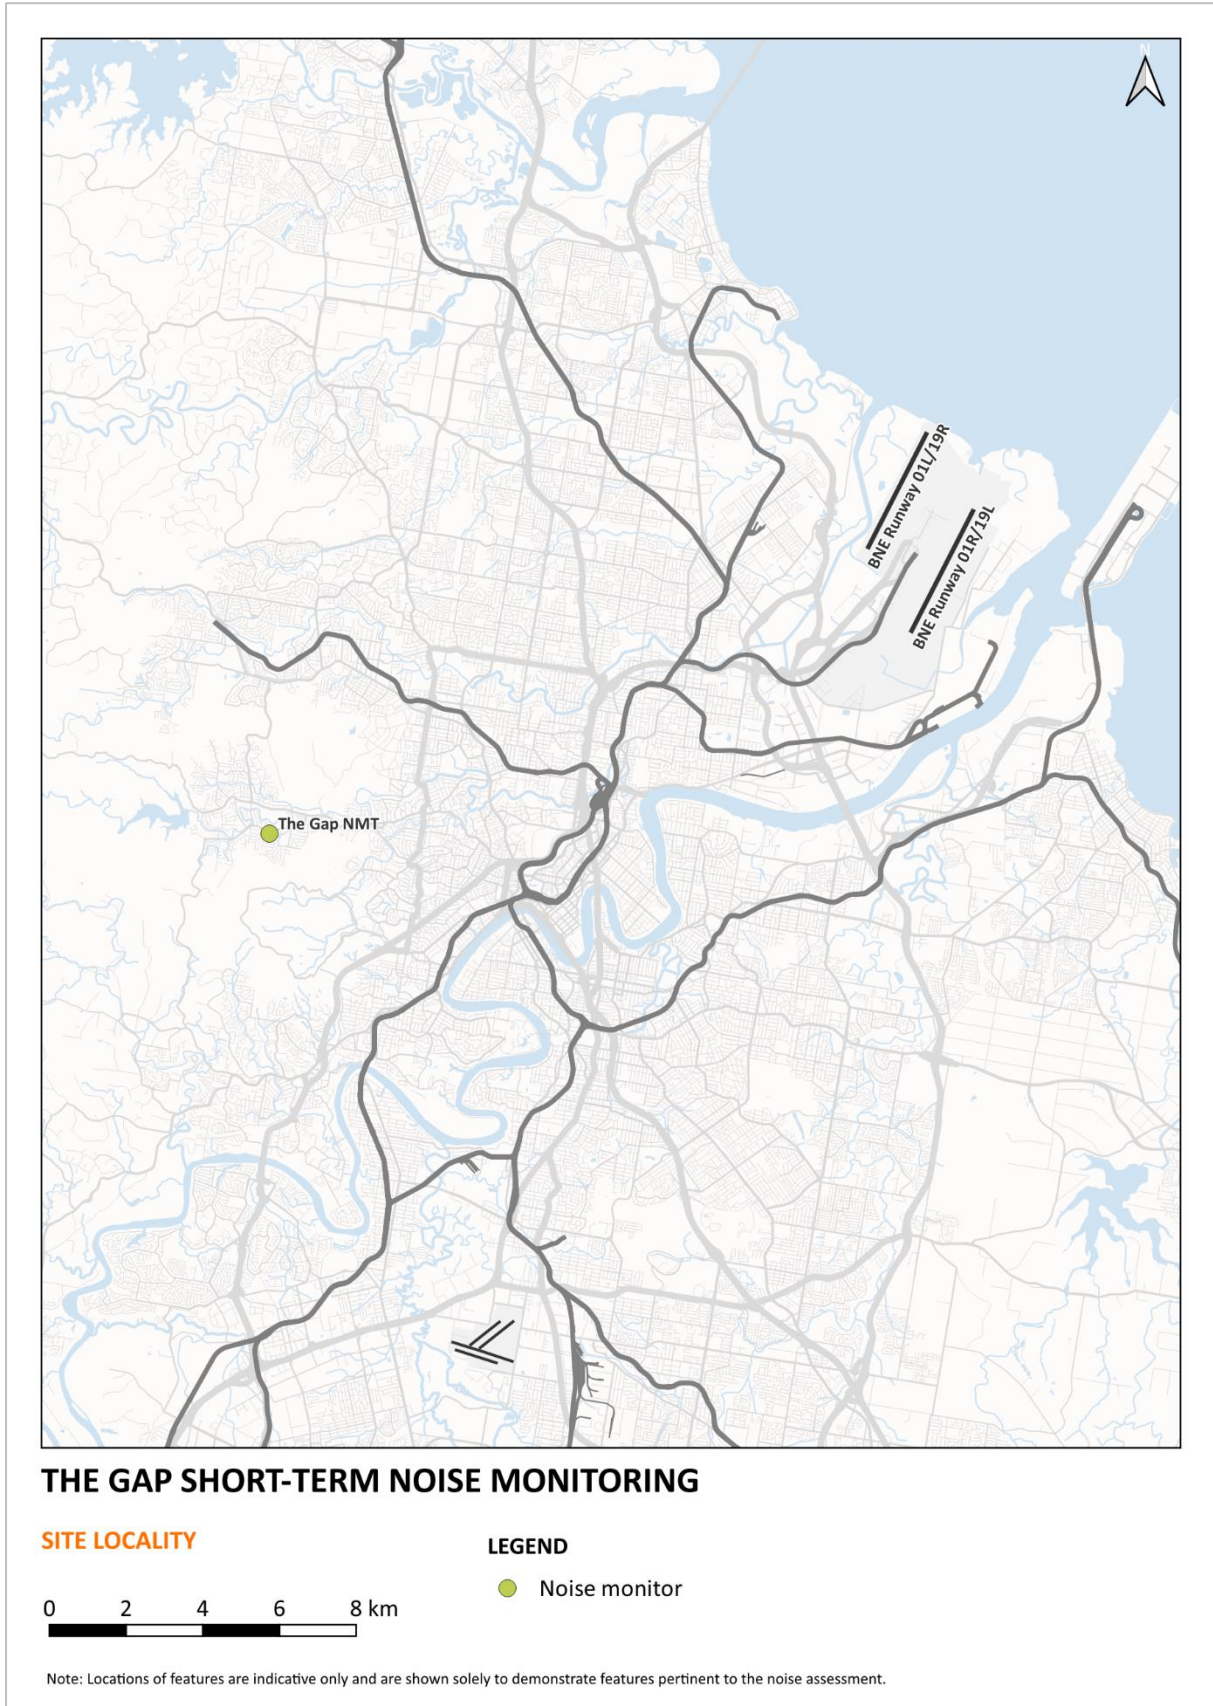 N
BNE Runway 01L/19R
BNE Runway 01R/19L
The Gap NMT
THE GAP SHORT-TERM NOISE MONITORING
SITE LOCALITY
LEGEND
Noise monitor
0 2 4 6 8 km
Note: Locations of features are indicative only and are shown solely to demonstrate features pertinent to the noise assessment.